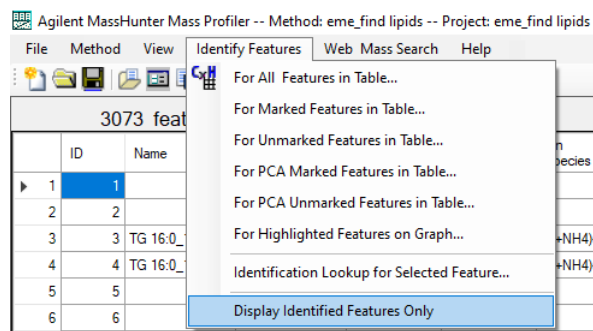 Agilent MassHunter Mass Profiler -- Method: eme_find lipids -- Project: eme_find lipids
File Method View Identify Features Web Mass Search Help
For All Features in Table...
For Marked Features in Table...
For Unmarked Features in Table...
For PCA Marked Features in Table...
For PCA Unmarked Features in Table...
For Highlighted Features on Graph...
Identification Lookup for Selected Feature...
Display Identified Features Only
3073 feat
ID Name
1 1
2 2
3 3 TG 16:0_ +NH4)
4 4 TG 16:0_ +NH4)
5 5
6 6